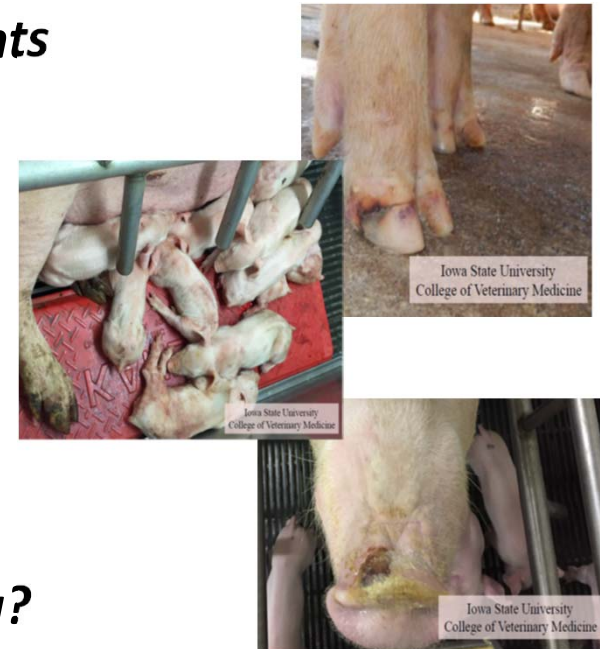 nts
Iowa State University
College of Veterinary Medicine
Iowa State University
College of Veterinary Medicine
Iowa State University
College of Veterinary Medicine
?